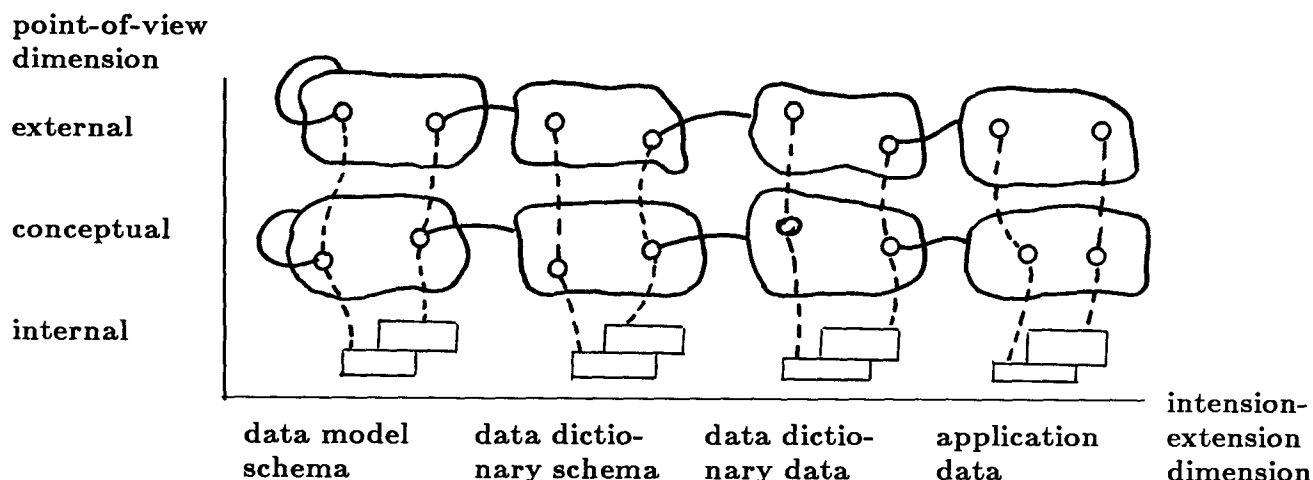 point-of-view
dimension
external
conceptual
internal
data model
schema
data dictio-
nary schema
data dictio-
nary data
application
data
intension-
extension
dimension